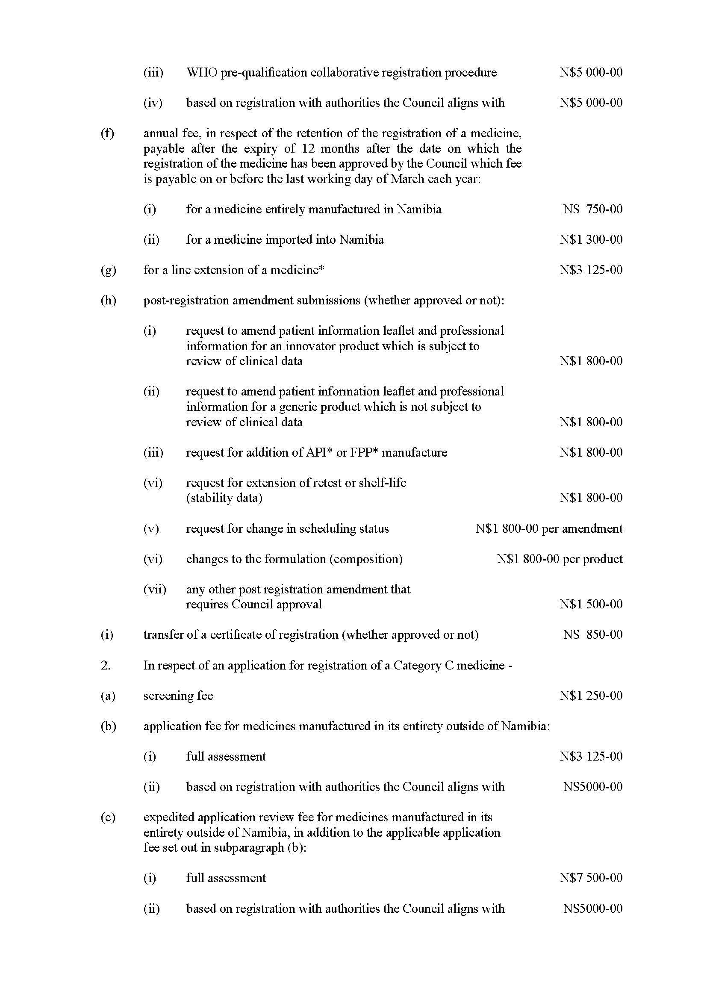 (iii) WHO pre-qualification collaborative registration procedure N$5 000-00
(iv) based on registration with authorities the Council aligns with N$5 000-00
(f) annual fee, in respect of the retention of the registration of a medicine,
payable after the expiry of 12 months after the date on which the
registration of the medicine has been approved by the Council which fee
is payable on or before the last working day of March each year:
(i) for a medicine entirely manufactured in Namibia N$ 750-00
(ii) for a medicine imported into Namibia N$1 300-00
(g) for a line extension of a medicine* N$3 125-00
(h) post-registration amendment submissions (whether approved or not):
(i) request to amend patient information leaflet and professional
information for an innovator product which is subject to
review of clinical data N$1 800-00
(ii) request to amend patient information leaflet and professional
information for a generic product which is not subject to
review of clinical data N$1 800-00
(iii) request for addition of API* or FPP* manufacture N$1 800-00
(vi) request for extension of retest or shelf-life
(stability data) N$1 800-00
(v) request for change in scheduling status N$1 800-00 per amendment
(vi) changes to the formulation (composition) N$1 800-00 per product
(vii) any other post registration amendment that
requires Council approval N$1 500-00
(i) transfer of a certificate of registration (whether approved or not) N$ 850-00
2. In respect of an application for registration of a Category C medicine -
(a) screening fee N$1 250-00
(b) application fee for medicines manufactured in its entirety outside of Namibia:
(i) full assessment N$3 125-00
(ii) based on registration with authorities the Council aligns with N$5000-00
(c) expedited application review fee for medicines manufactured in its
entirety outside of Namibia, in addition to the applicable application
fee set out in subparagraph (b):
(i) full assessment N$7 500-00
(ii) based on registration with authorities the Council aligns with N$5000-00